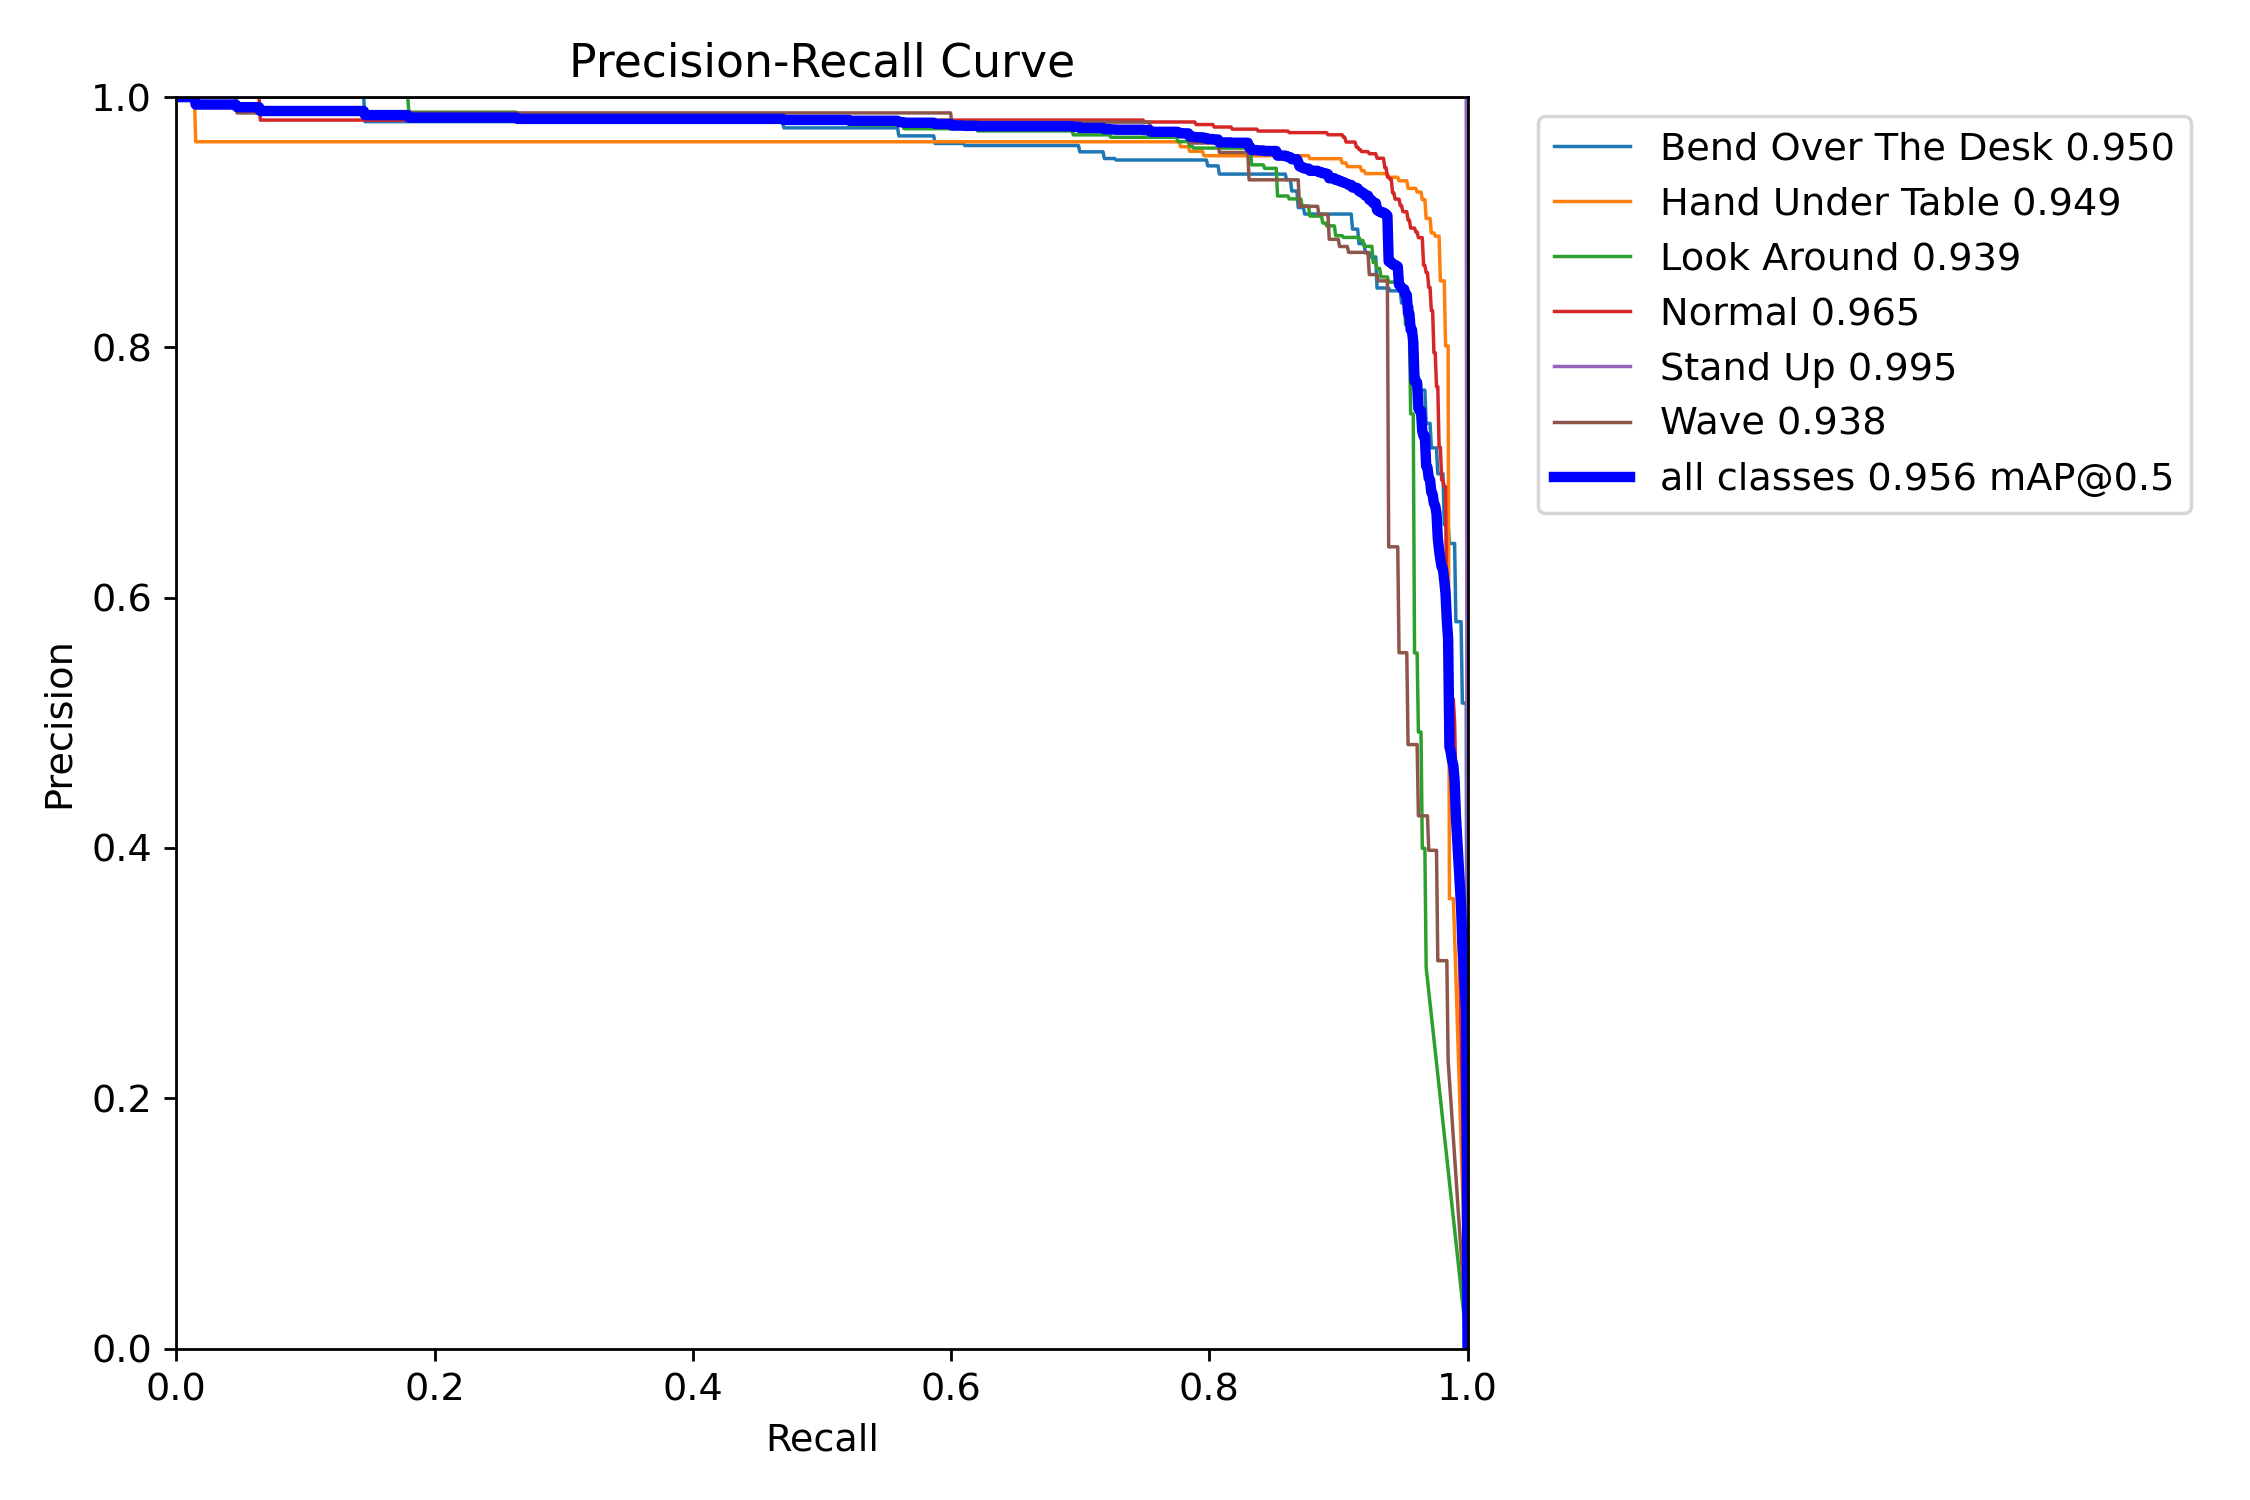 Precision-Recall Curve
1.0
0.8
0.6
0.4
0.2
0.0
Precision
0.0 0.2 0.4 0.6 0.8 1.0
Recall
Bend Over The Desk 0.950
Hand Under Table 0.949
Look Around 0.939
Normal 0.965
Stand Up 0.995
Wave 0.938
all classes 0.956 mAP@0.5